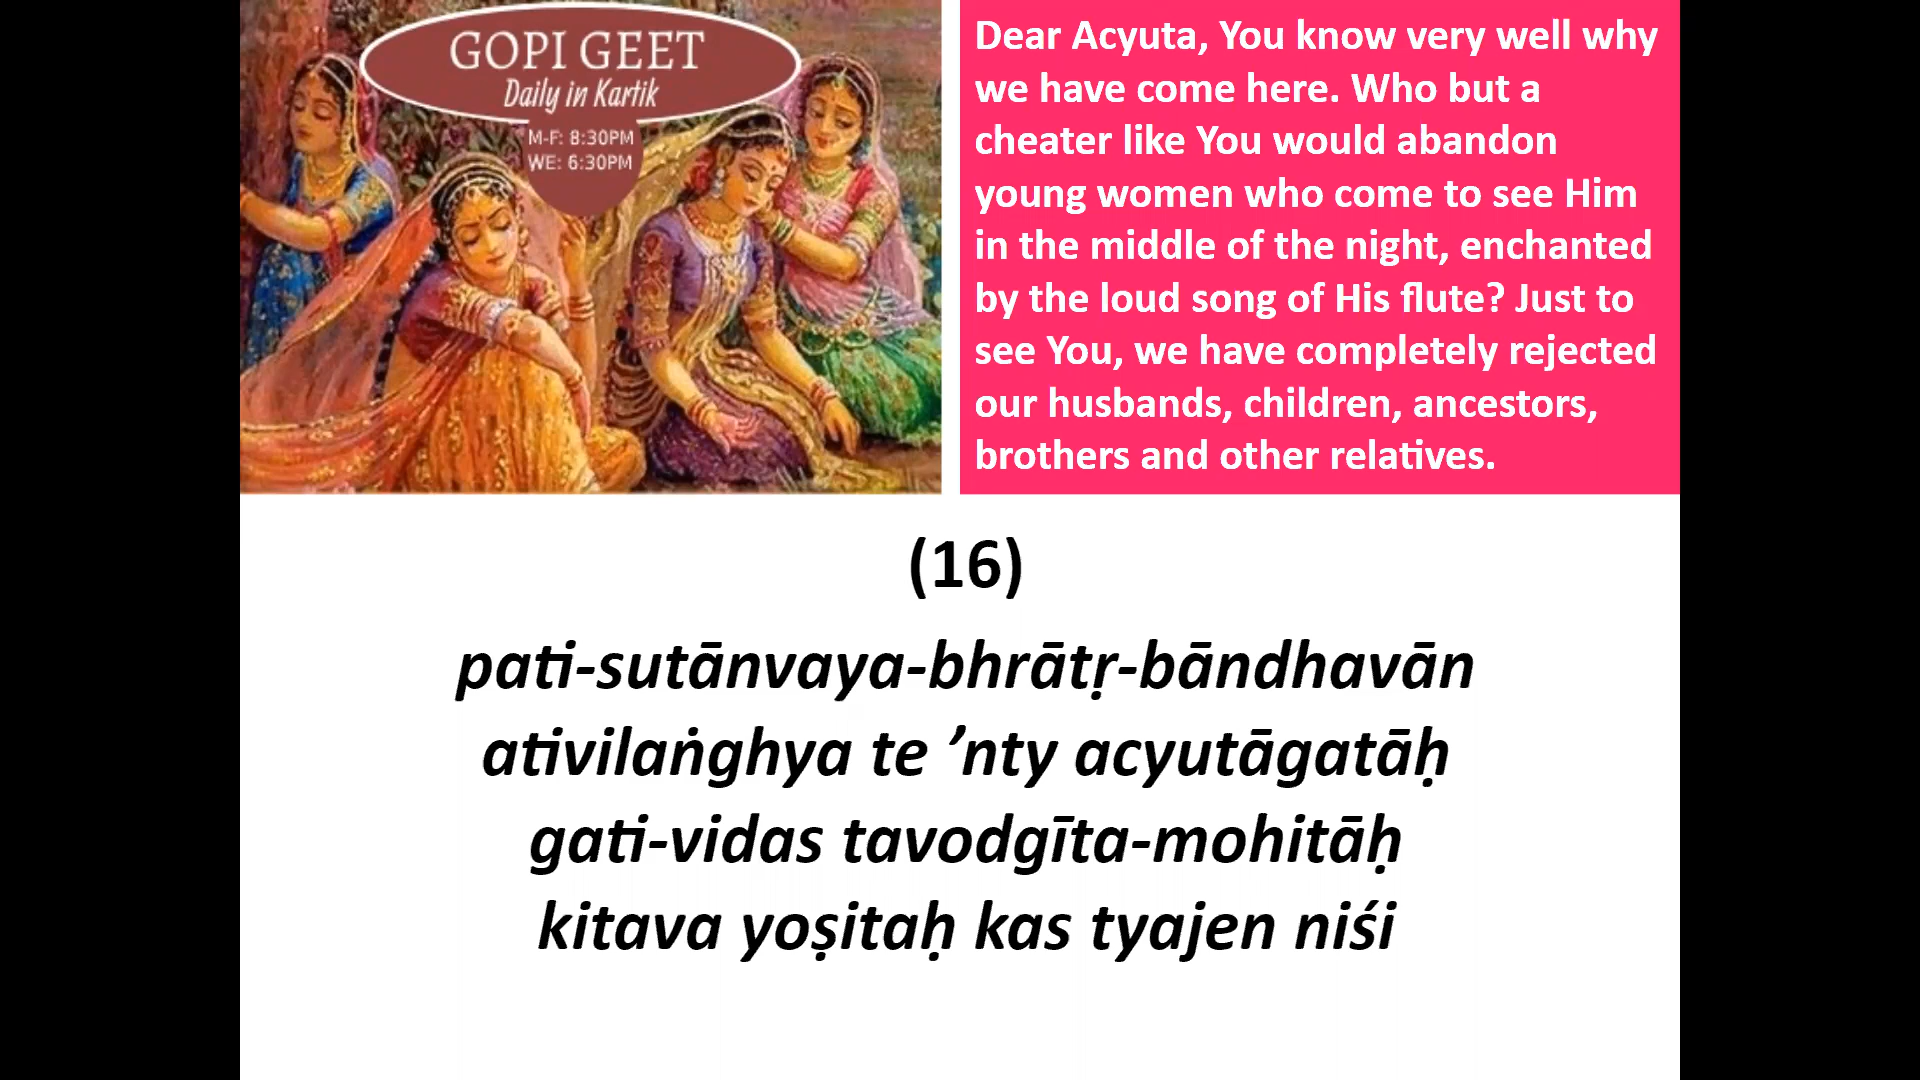 GOPI GEET
Daily in Kartik
M-F: 8:30PM
WE: 6:30PM
Dear Acyuta, You know very well why
we have come here. Who but a
cheater like You would abandon
young women who come to see Him
in the middle of the night, enchanted
by the loud song of His flute? Just to
see You, we have completely rejected
our husbands, children, ancestors,
brothers and other relatives.
(16)
pati-sutānvaya-bhrātṛ-bāndhavān
ativilaṅghya te ’nty acyutāgatāḥ
gati-vidas tavodgīta-mohitāḥ
kitava yoṣitaḥ kas tyajen niśi